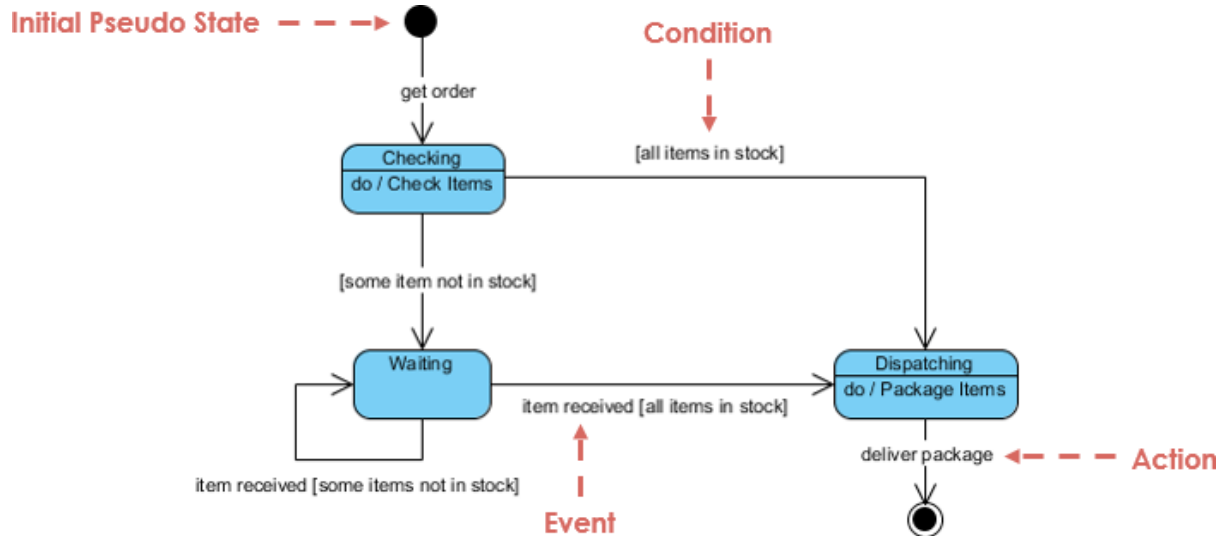 Initial Pseudo State
Condition
get order
[all items in stock]
Checking
do / Check Items
[some item not in stock]
Waiting
Dispatching
do / Package Items
item received [all items in stock]
deliver package
Action
item received [some items not in stock]
Event